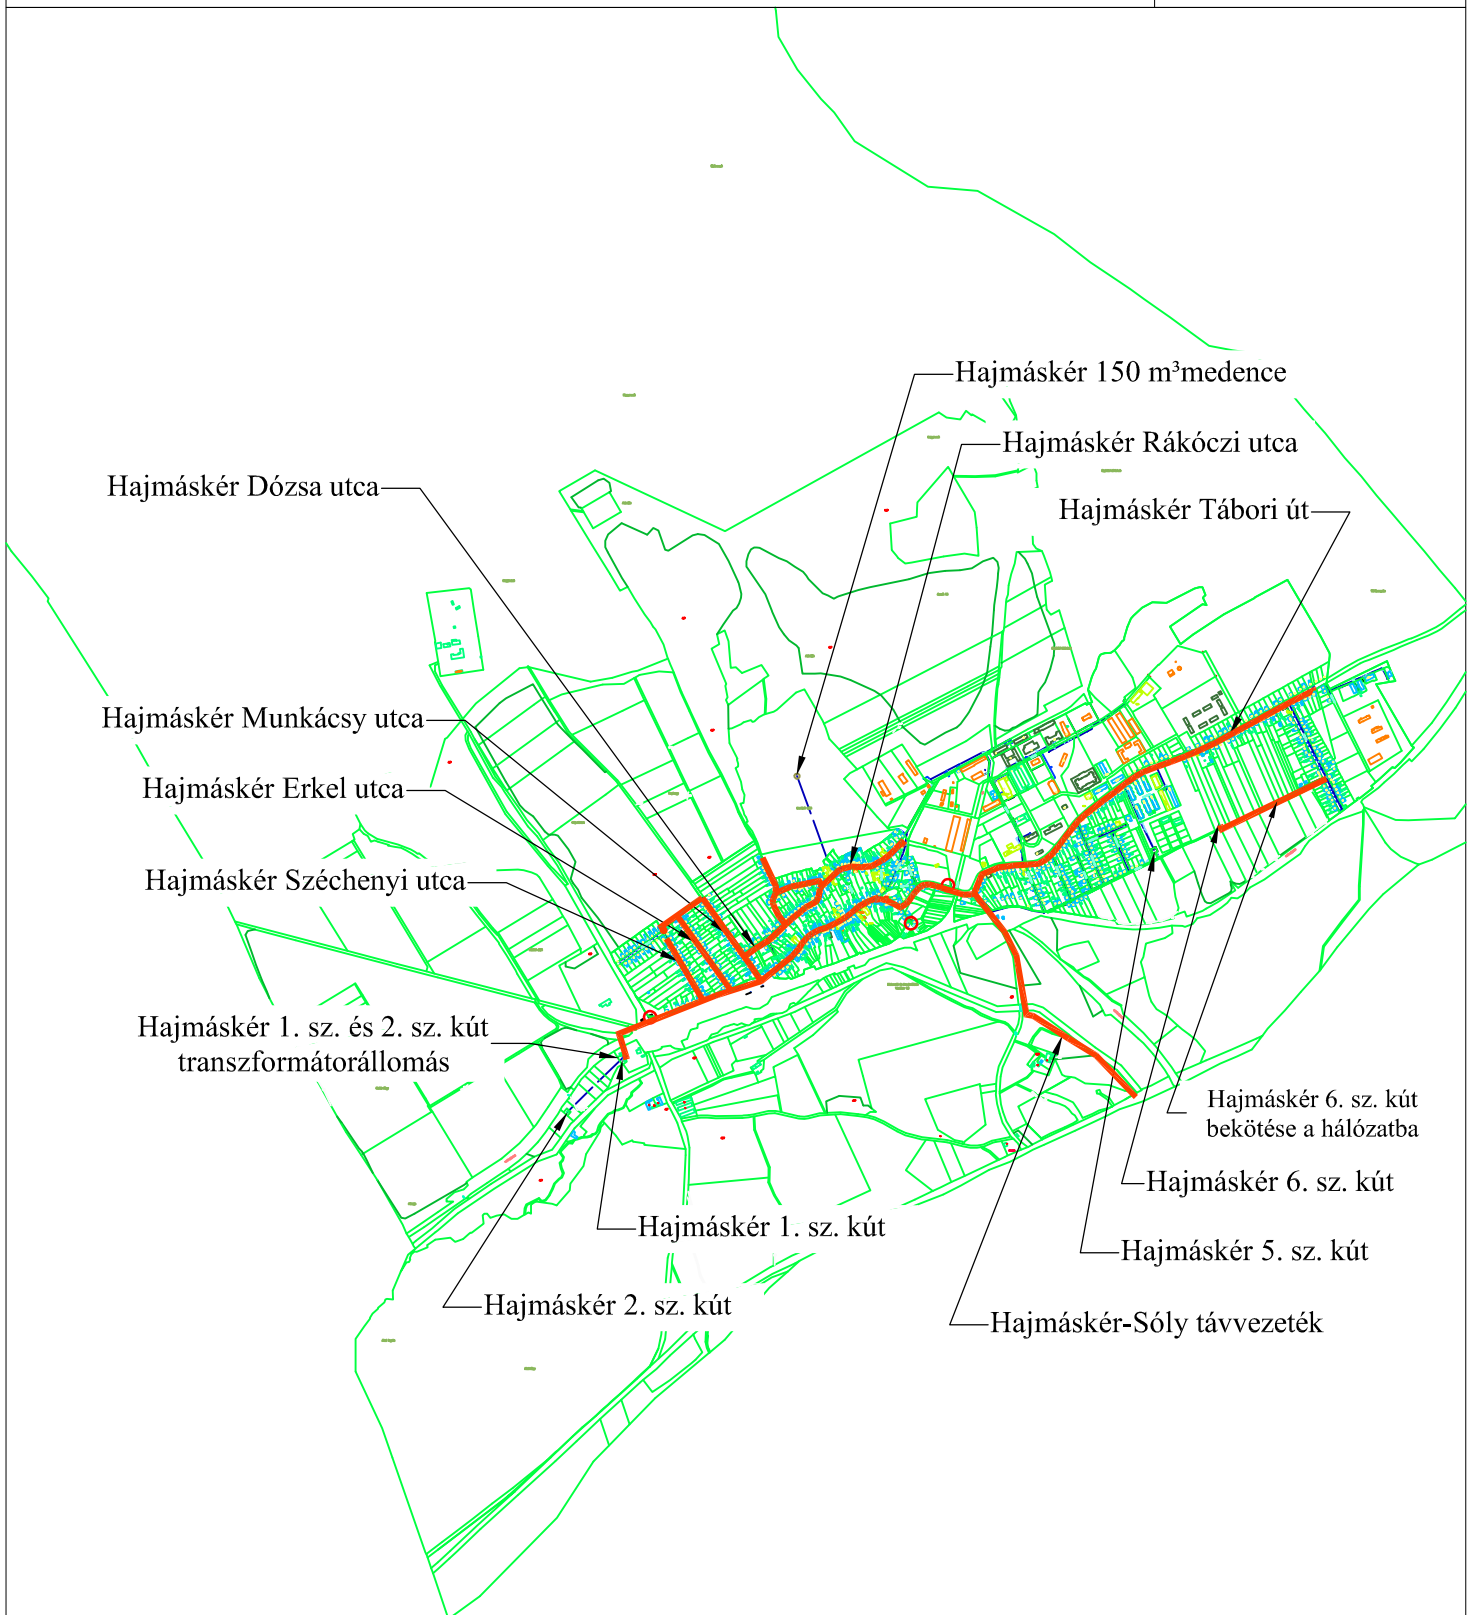 Hajmáskér 150 m³medence
Hajmáskér Rákóczi utca
Hajmáskér Dózsa utca
Hajmáskér Tábori út
Hajmáskér Munkácsy utca
Hajmáskér Erkel utca
Hajmáskér Széchenyi utca
Hajmáskér 1. sz. és 2. sz. kút
transzformátorállomás
Hajmáskér 6. sz. kút
bekötése a hálózatba
Hajmáskér 6. sz. kút
Hajmáskér 1. sz. kút
Hajmáskér 5. sz. kút
Hajmáskér 2. sz. kút
Hajmáskér-Sóly távvezeték